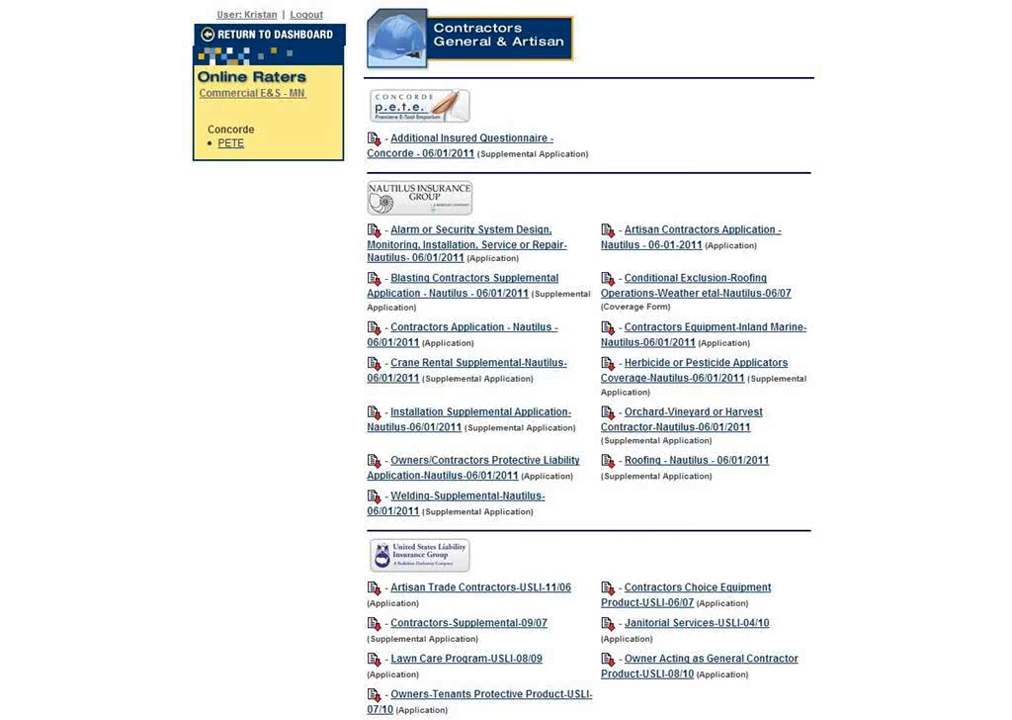 User: Kristan | Logout
RETURN TO DASHBOARD
Online Raters
Commercial E&S - MN
Concorde
• PETE
Contractors
General & Artisan
CONCORDE
p.e.t.e.
Premiere E-Tool Emporium
- Additional Insured Questionnaire -
Concorde - 06/01/2011 (Supplemental Application)
NAUTILUS INSURANCE
GROUP
- Alarm or Security System Design,
Monitoring, Installation, Service or Repair-
Nautilus- 06/01/2011 (Application)
- Artisan Contractors Application -
Nautilus - 06-01-2011 (Application)
- Blasting Contractors Supplemental
Application - Nautilus - 06/01/2011 (Supplemental
Application)
- Conditional Exclusion-Roofing
Operations-Weather etal-Nautilus-06/07
(Coverage Form)
- Contractors Application - Nautilus -
06/01/2011 (Application)
- Contractors Equipment-Inland Marine-
Nautilus-06/01/2011 (Application)
- Crane Rental Supplemental-Nautilus-
06/01/2011 (Supplemental Application)
- Herbicide or Pesticide Applicators
Coverage-Nautilus-06/01/2011 (Supplemental
Application)
- Installation Supplemental Application-
Nautilus-06/01/2011 (Supplemental Application)
- Orchard-Vineyard or Harvest
Contractor-Nautilus-06/01/2011
(Supplemental Application)
- Owners/Contractors Protective Liability
Application-Nautilus-06/01/2011 (Application)
- Roofing - Nautilus - 06/01/2011
(Supplemental Application)
- Welding-Supplemental-Nautilus-
06/01/2011 (Supplemental Application)
United States Liability
Insurance Group
A Berkshire Hathaway Company
- Artisan Trade Contractors-USLI-11/06
(Application)
- Contractors Choice Equipment
Product-USLI-06/07 (Application)
- Contractors-Supplemental-09/07
(Supplemental Application)
- Janitorial Services-USLI-04/10
(Application)
- Lawn Care Program-USLI-08/09
(Application)
- Owner Acting as General Contractor
Product-USLI-08/10 (Application)
- Owners-Tenants Protective Product-USLI-
07/10 (Application)